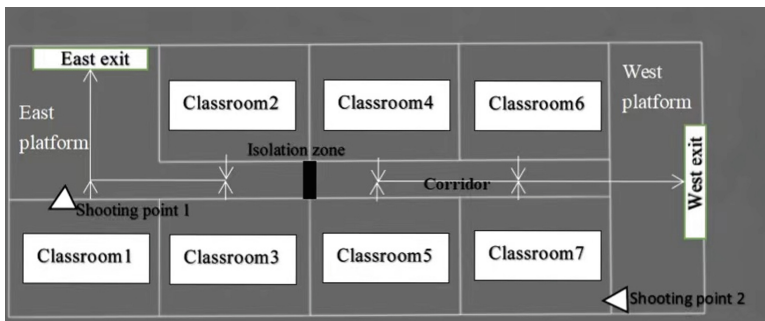 East exit
West
platform
Classroom2
Classroom4
Classroom6
East
platform
Isolation zone
Corridor
West exit
Shooting point 1
Classroom1
Classroom3
Classroom5
Classroom7
Shooting point 2